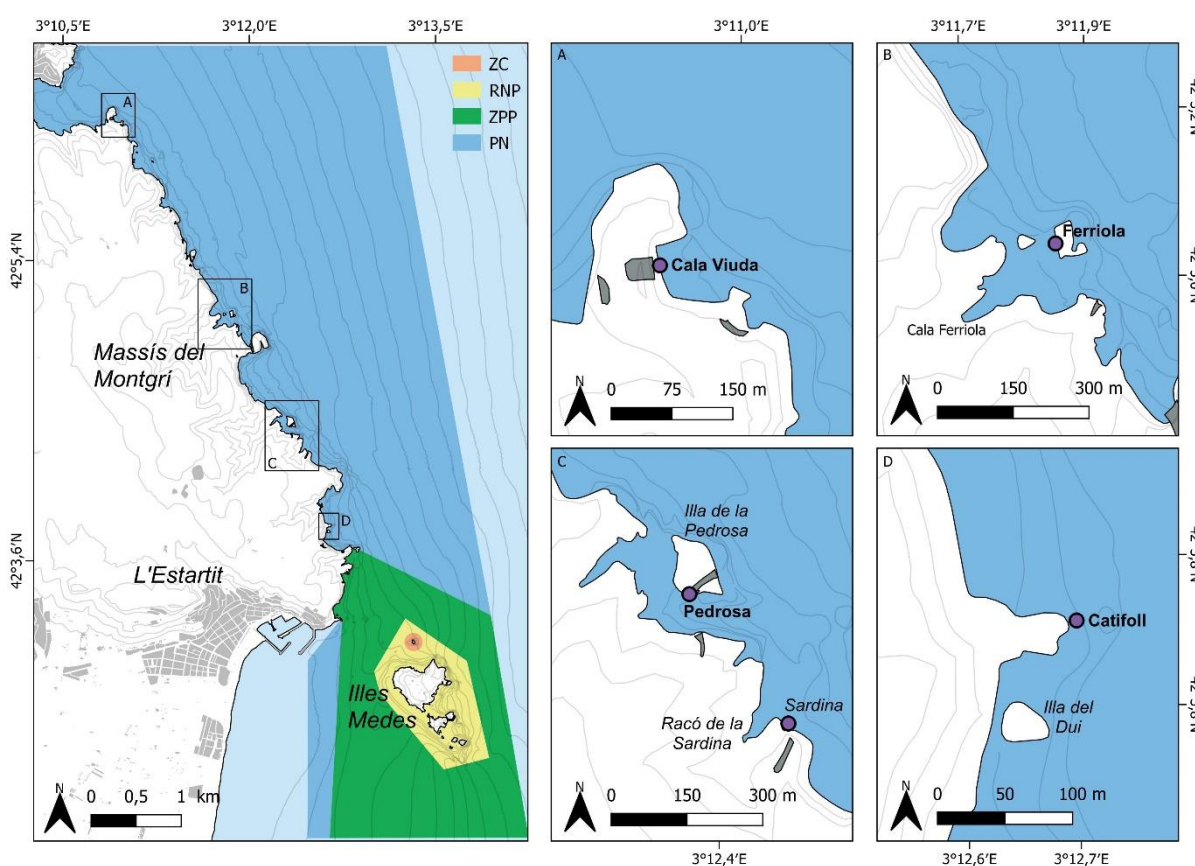 3°10,5'E
3°12,0'E
3°13,5'E
42°5,4'N
42°3,6'N
ZC
RNP
ZPP
PN
A
B
C
D
Massís del
Montgrí
L'Estartit
Illes
Medes
N
0 0,5 1 km
3°11,0'E
A
Cala Viuda
N
0 75 150 m
3°11,7'E
3°11,9'E
B
Ferriola
Cala Ferriola
N
0 150 300 m
C
Illa de la
Pedrosa
Pedrosa
Sardina
Racó de la
Sardina
N
0 150 300 m
3°12,4'E
D
Catifoll
Illa del
Dui
N
0 50 100 m
3°12,6'E
3°12,7'E